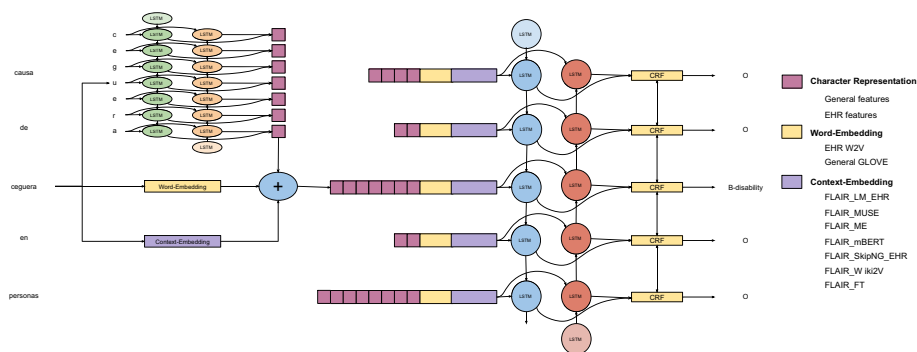 LSTM
c
LSTM
LSTM
e
LSTM
LSTM
g
LSTM
LSTM
u
LSTM
LSTM
e
LSTM
LSTM
r
LSTM
LSTM
a
LSTM
LSTM
LSTM
causa
de
ceguera
en
personas
Word-Embedding
Context-Embedding
+
LSTM
LSTM
LSTM
CRF
O
LSTM
LSTM
CRF
O
LSTM
LSTM
CRF
B-disability
LSTM
LSTM
CRF
O
LSTM
LSTM
CRF
O
LSTM
Character Representation
General features
EHR features
Word-Embedding
EHR W2V
General GLOVE
Context-Embedding
FLAIR_LM_EHR
FLAIR_MUSE
FLAIR_ME
FLAIR_mBERT
FLAIR_SkipNG_EHR
FLAIR_W iki2V
FLAIR_FT